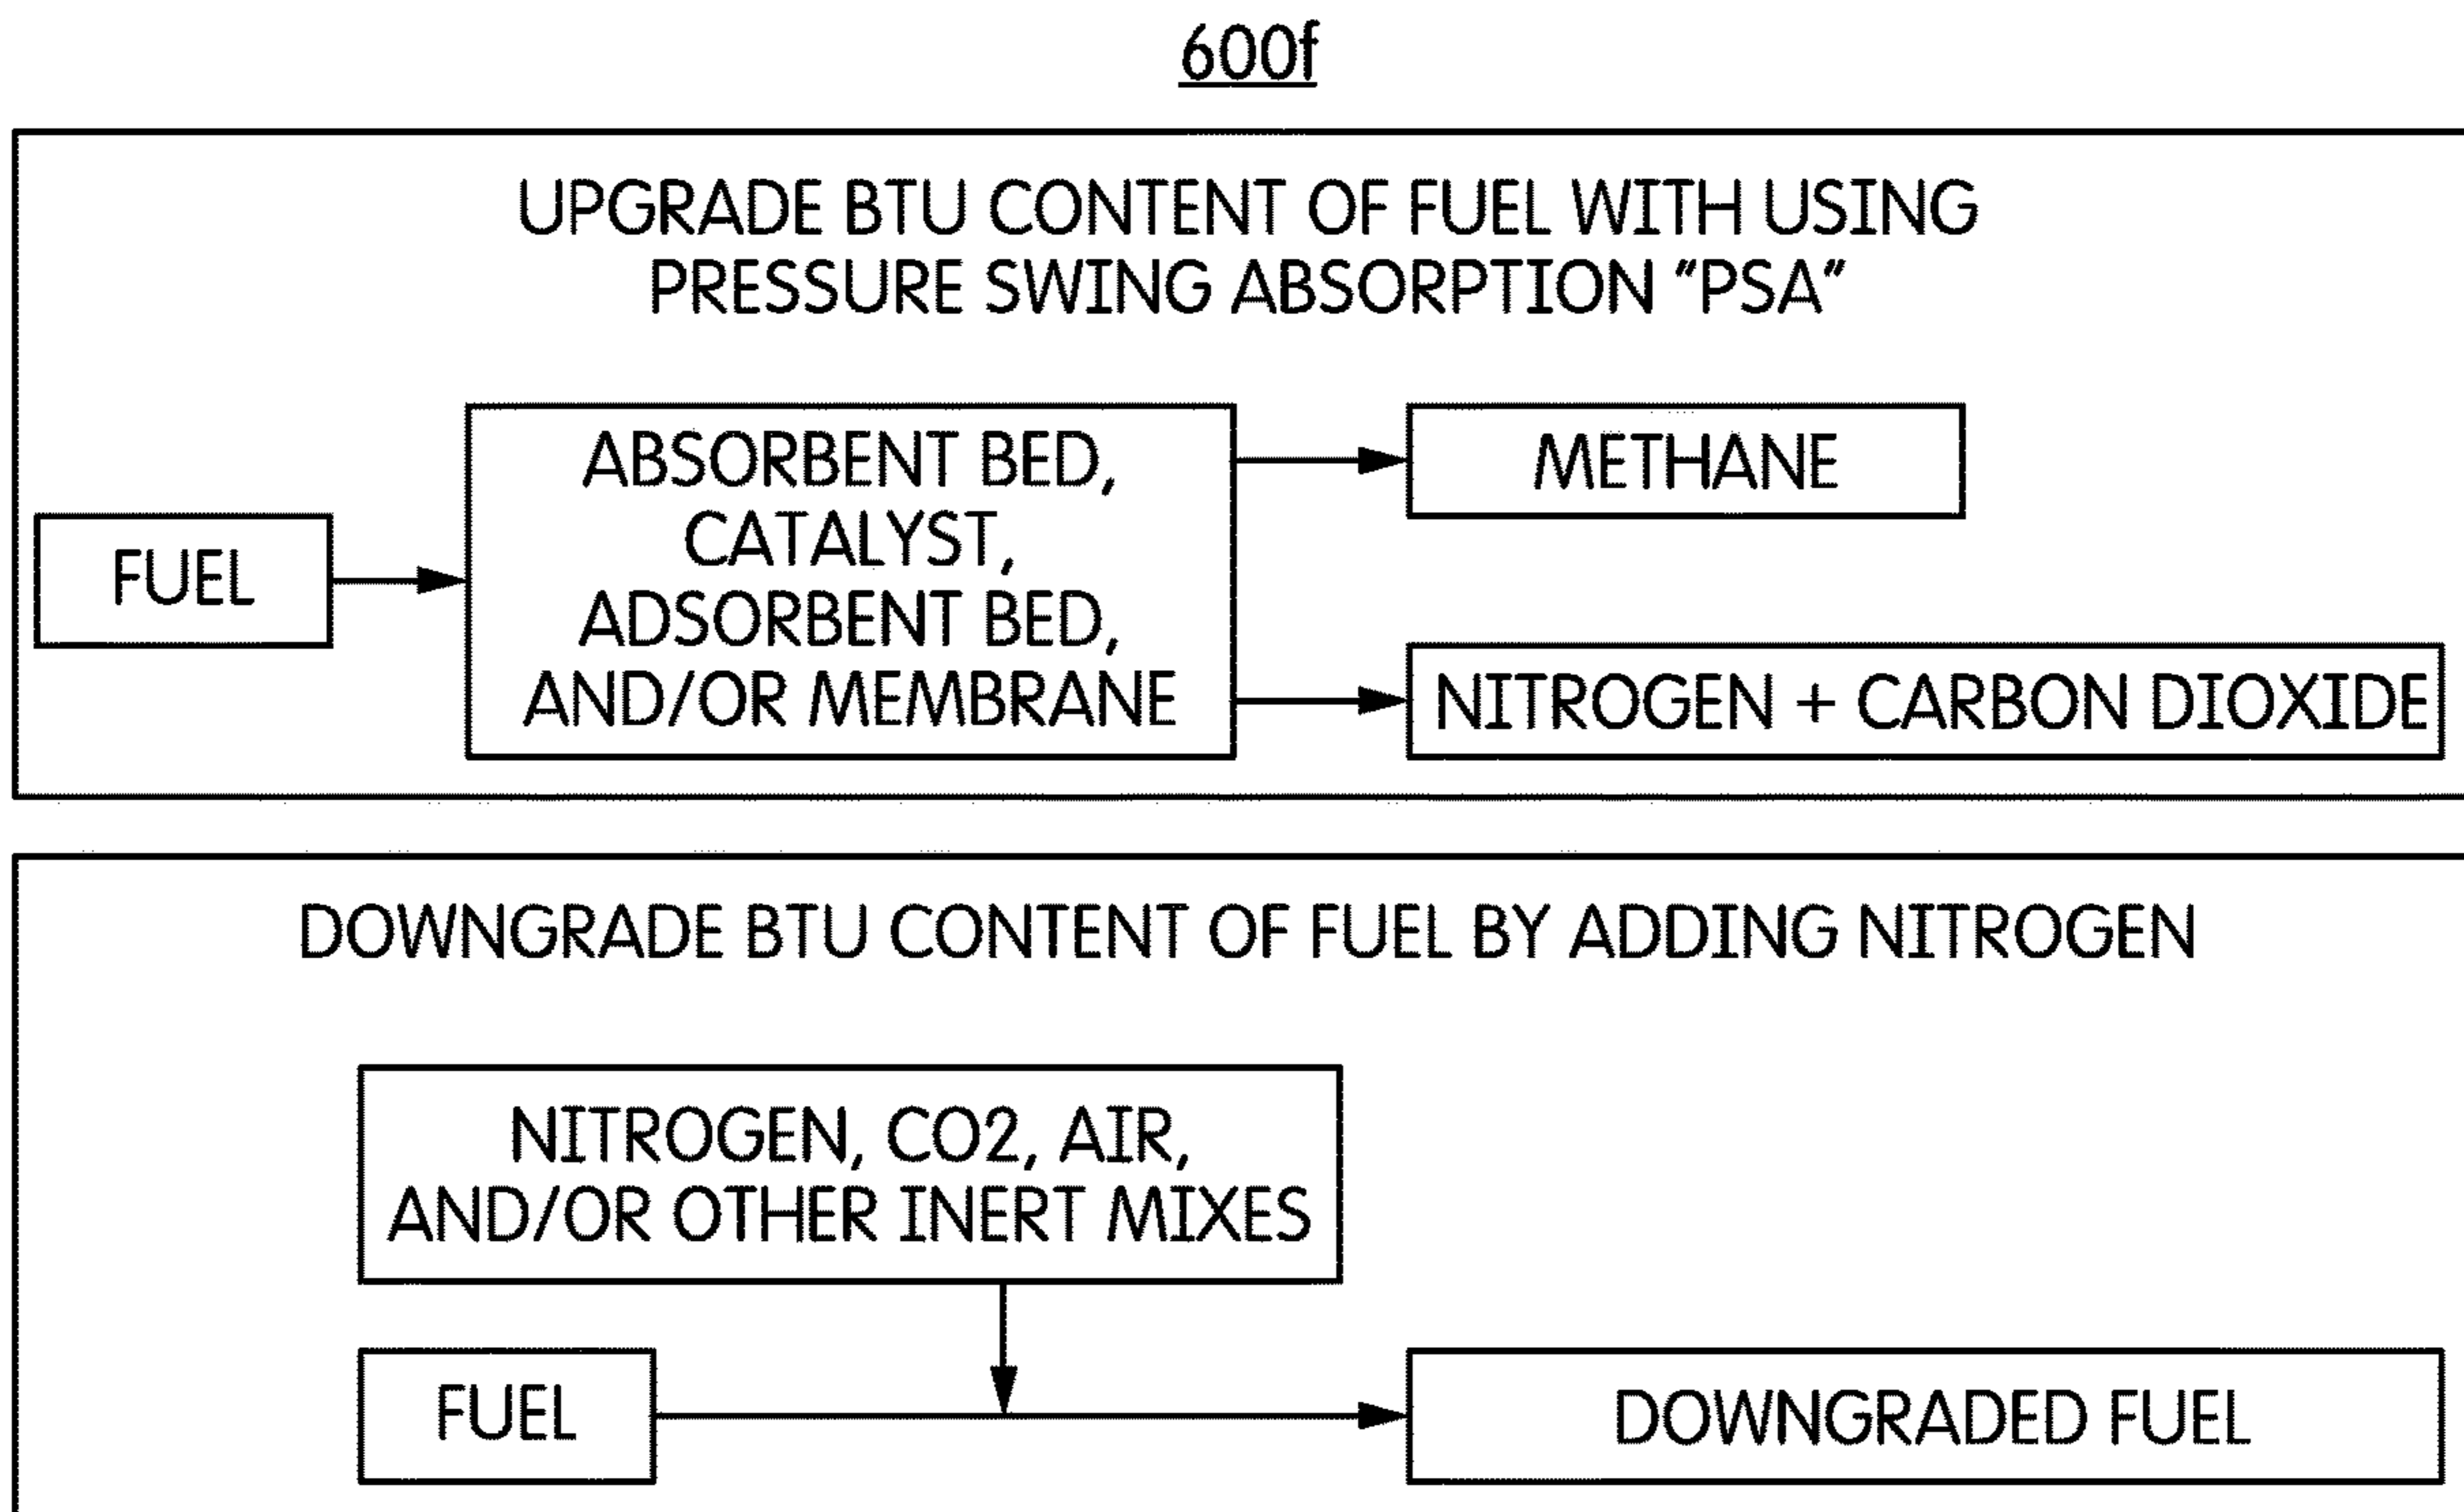 600f
UPGRADE BTU CONTENT OF FUEL WITH USING
PRESSURE SWING ABSORPTION "PSA"
FUEL
ABSORBENT BED,
CATALYST,
ADSORBENT BED,
AND/OR MEMBRANE
METHANE
NITROGEN + CARBON DIOXIDE
DOWNGRADE BTU CONTENT OF FUEL BY ADDING NITROGEN
NITROGEN, CO2, AIR,
AND/OR OTHER INERT MIXES
FUEL
DOWNGRADED FUEL